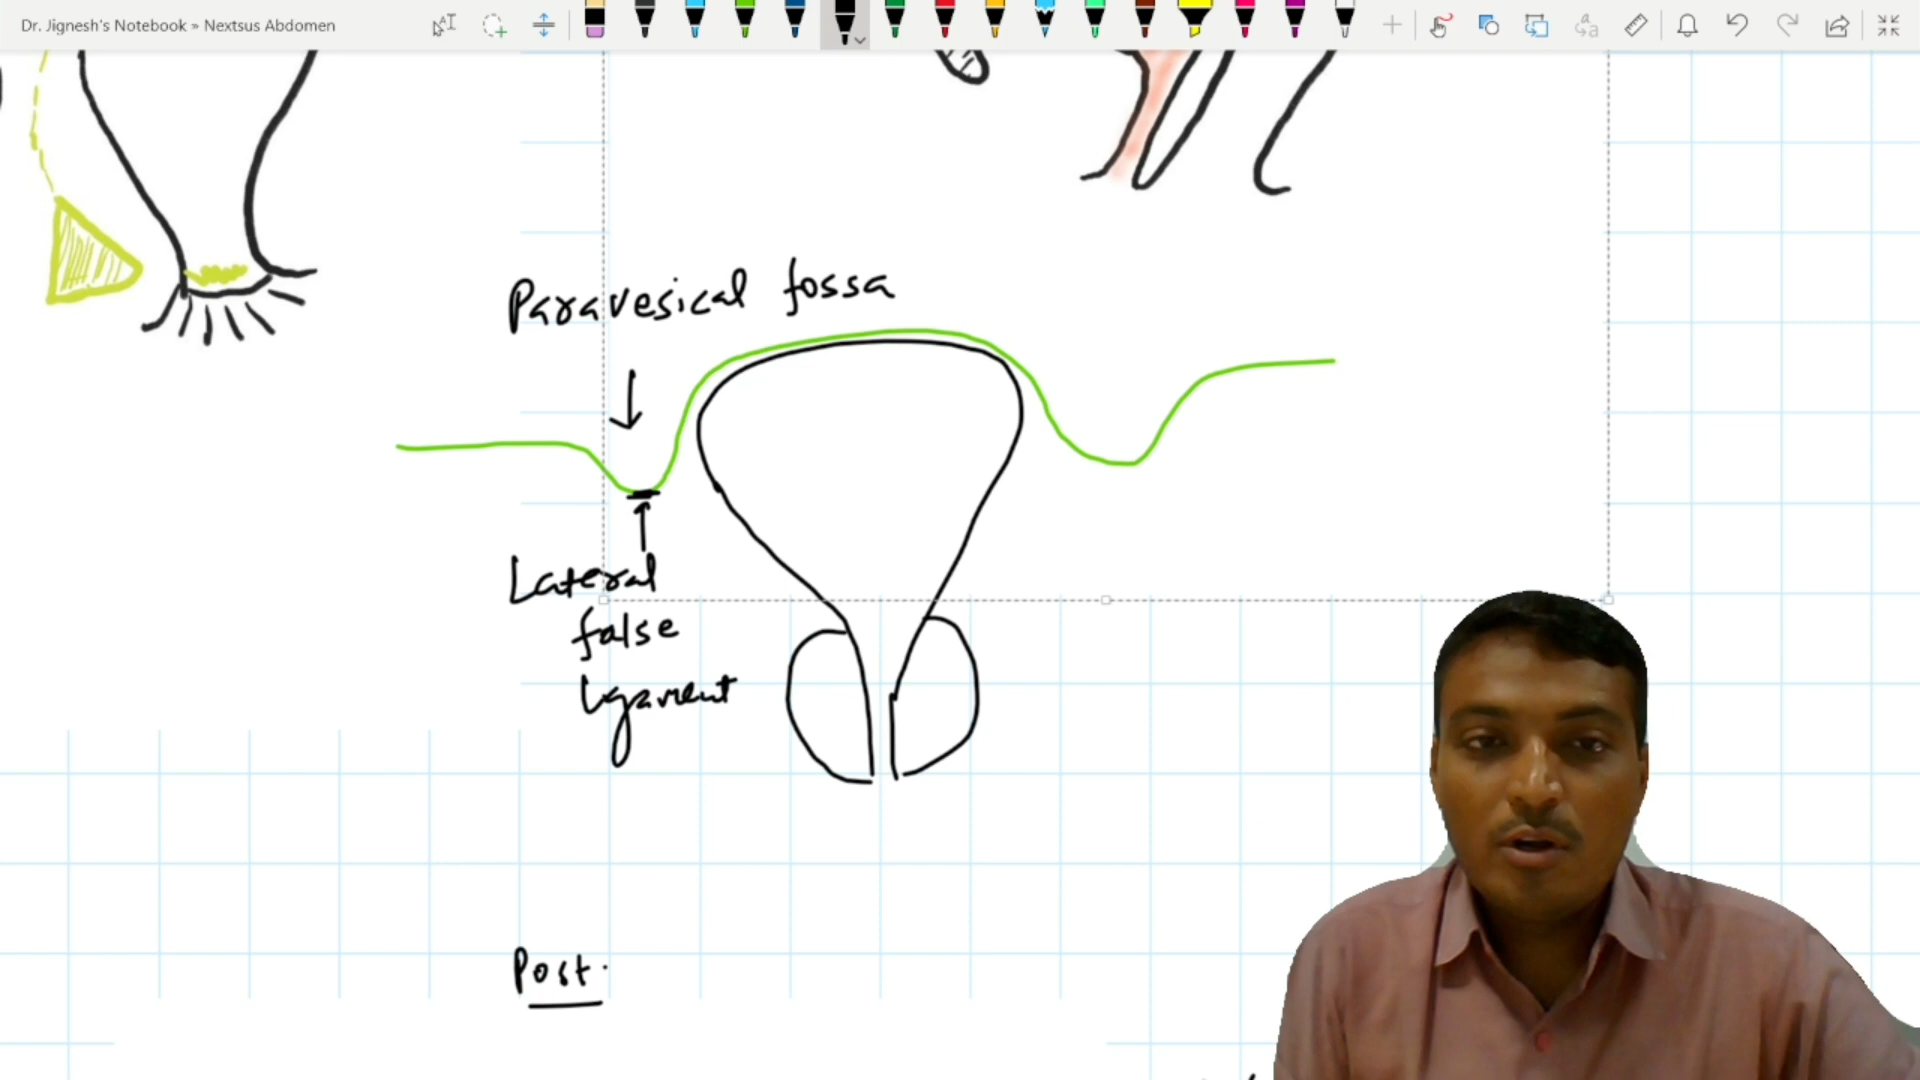 Dr. Jignesh's Notebook » Nextsus Abdomen
Paravesical fossa
Lateral
false
ligament
Post.